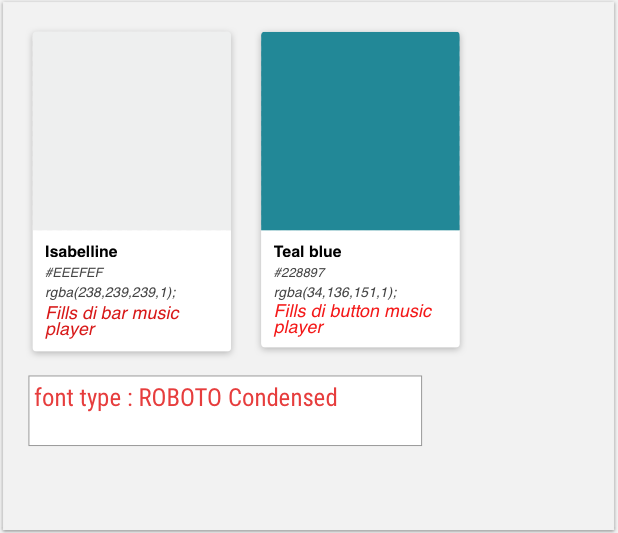 Isabelline
#EEEFEF
rgba(238,239,239,1);
Fills di bar music
player
Teal blue
#228897
rgba(34,136,151,1);
Fills di button music
player
font type : ROBOTO Condensed